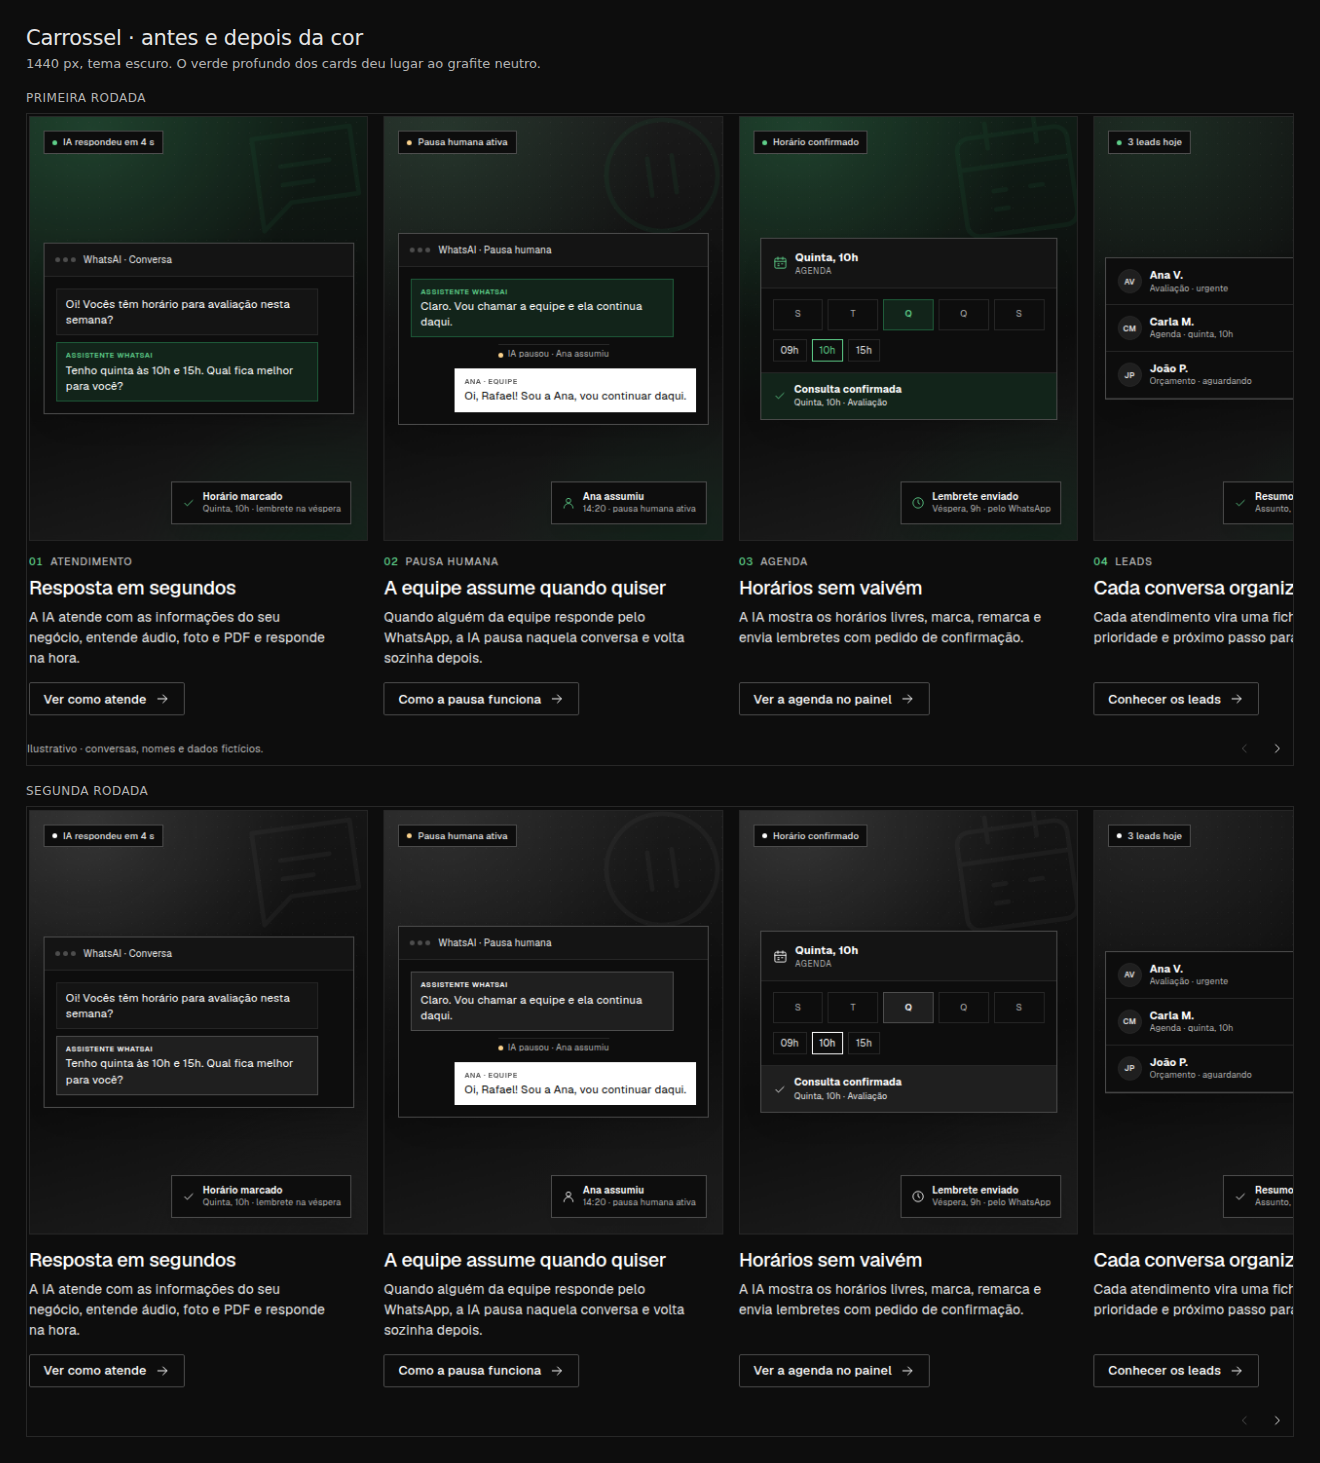 Carrossel · antes e depois da cor
1440 px, tema escuro. O verde profundo dos cards deu lugar ao grafite neutro.
PRIMEIRA RODADA
IA respondeu em 4 s
WhatsAI · Conversa
Oi! Vocês têm horário para avaliação nesta
semana?
ASSISTENTE WHATSAI
Tenho quinta às 10h e 15h. Qual fica melhor
para você?
Horário marcado
Quinta, 10h · lembrete na véspera
01 ATENDIMENTO
Resposta em segundos
A IA atende com as informações do seu
negócio, entende áudio, foto e PDF e responde
na hora.
Ver como atende
Pausa humana ativa
WhatsAI · Pausa humana
ASSISTENTE WHATSAI
Claro. Vou chamar a equipe e ela continua
daqui.
IA pausou · Ana assumiu
ANA · EQUIPE
Oi, Rafael! Sou a Ana, vou continuar daqui.
Ana assumiu
14:20 · pausa humana ativa
02 PAUSA HUMANA
A equipe assume quando quiser
Quando alguém da equipe responde pelo
WhatsApp, a IA pausa naquela conversa e volta
sozinha depois.
Como a pausa funciona
Horário confirmado
Quinta, 10h
AGENDA
S T Q Q S
09h 10h 15h
Consulta confirmada
Quinta, 10h · Avaliação
Lembrete enviado
Véspera, 9h · pelo WhatsApp
03 AGENDA
Horários sem vaivém
A IA mostra os horários livres, marca, remarca e
envia lembretes com pedido de confirmação.
Ver a agenda no painel
3 leads hoje
AV Ana V.
Avaliação · urgente
CM Carla M.
Agenda · quinta, 10h
JP João P.
Orçamento · aguardando
Resumo
Assunto,
04 LEADS
Cada conversa organiz
Cada atendimento vira uma fich
prioridade e próximo passo para
Conhecer os leads
Ilustrativo · conversas, nomes e dados fictícios.
SEGUNDA RODADA
IA respondeu em 4 s
WhatsAI · Conversa
Oi! Vocês têm horário para avaliação nesta
semana?
ASSISTENTE WHATSAI
Tenho quinta às 10h e 15h. Qual fica melhor
para você?
Horário marcado
Quinta, 10h · lembrete na véspera
Resposta em segundos
A IA atende com as informações do seu
negócio, entende áudio, foto e PDF e responde
na hora.
Ver como atende
Pausa humana ativa
WhatsAI · Pausa humana
ASSISTENTE WHATSAI
Claro. Vou chamar a equipe e ela continua
daqui.
IA pausou · Ana assumiu
ANA · EQUIPE
Oi, Rafael! Sou a Ana, vou continuar daqui.
Ana assumiu
14:20 · pausa humana ativa
A equipe assume quando quiser
Quando alguém da equipe responde pelo
WhatsApp, a IA pausa naquela conversa e volta
sozinha depois.
Como a pausa funciona
Horário confirmado
Quinta, 10h
AGENDA
S T Q Q S
09h 10h 15h
Consulta confirmada
Quinta, 10h · Avaliação
Lembrete enviado
Véspera, 9h · pelo WhatsApp
Horários sem vaivém
A IA mostra os horários livres, marca, remarca e
envia lembretes com pedido de confirmação.
Ver a agenda no painel
3 leads hoje
AV Ana V.
Avaliação · urgente
CM Carla M.
Agenda · quinta, 10h
JP João P.
Orçamento · aguardando
Resumo
Assunto,
Cada conversa organiz
Cada atendimento vira uma fich
prioridade e próximo passo para
Conhecer os leads